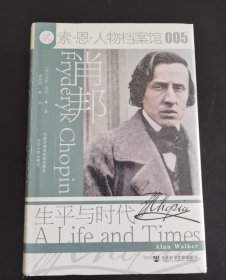 索·恩 人物档案馆 005
肖邦
Fryderyk Chopin
生平与时代
A Life and Times
Chopin
Alan Walker